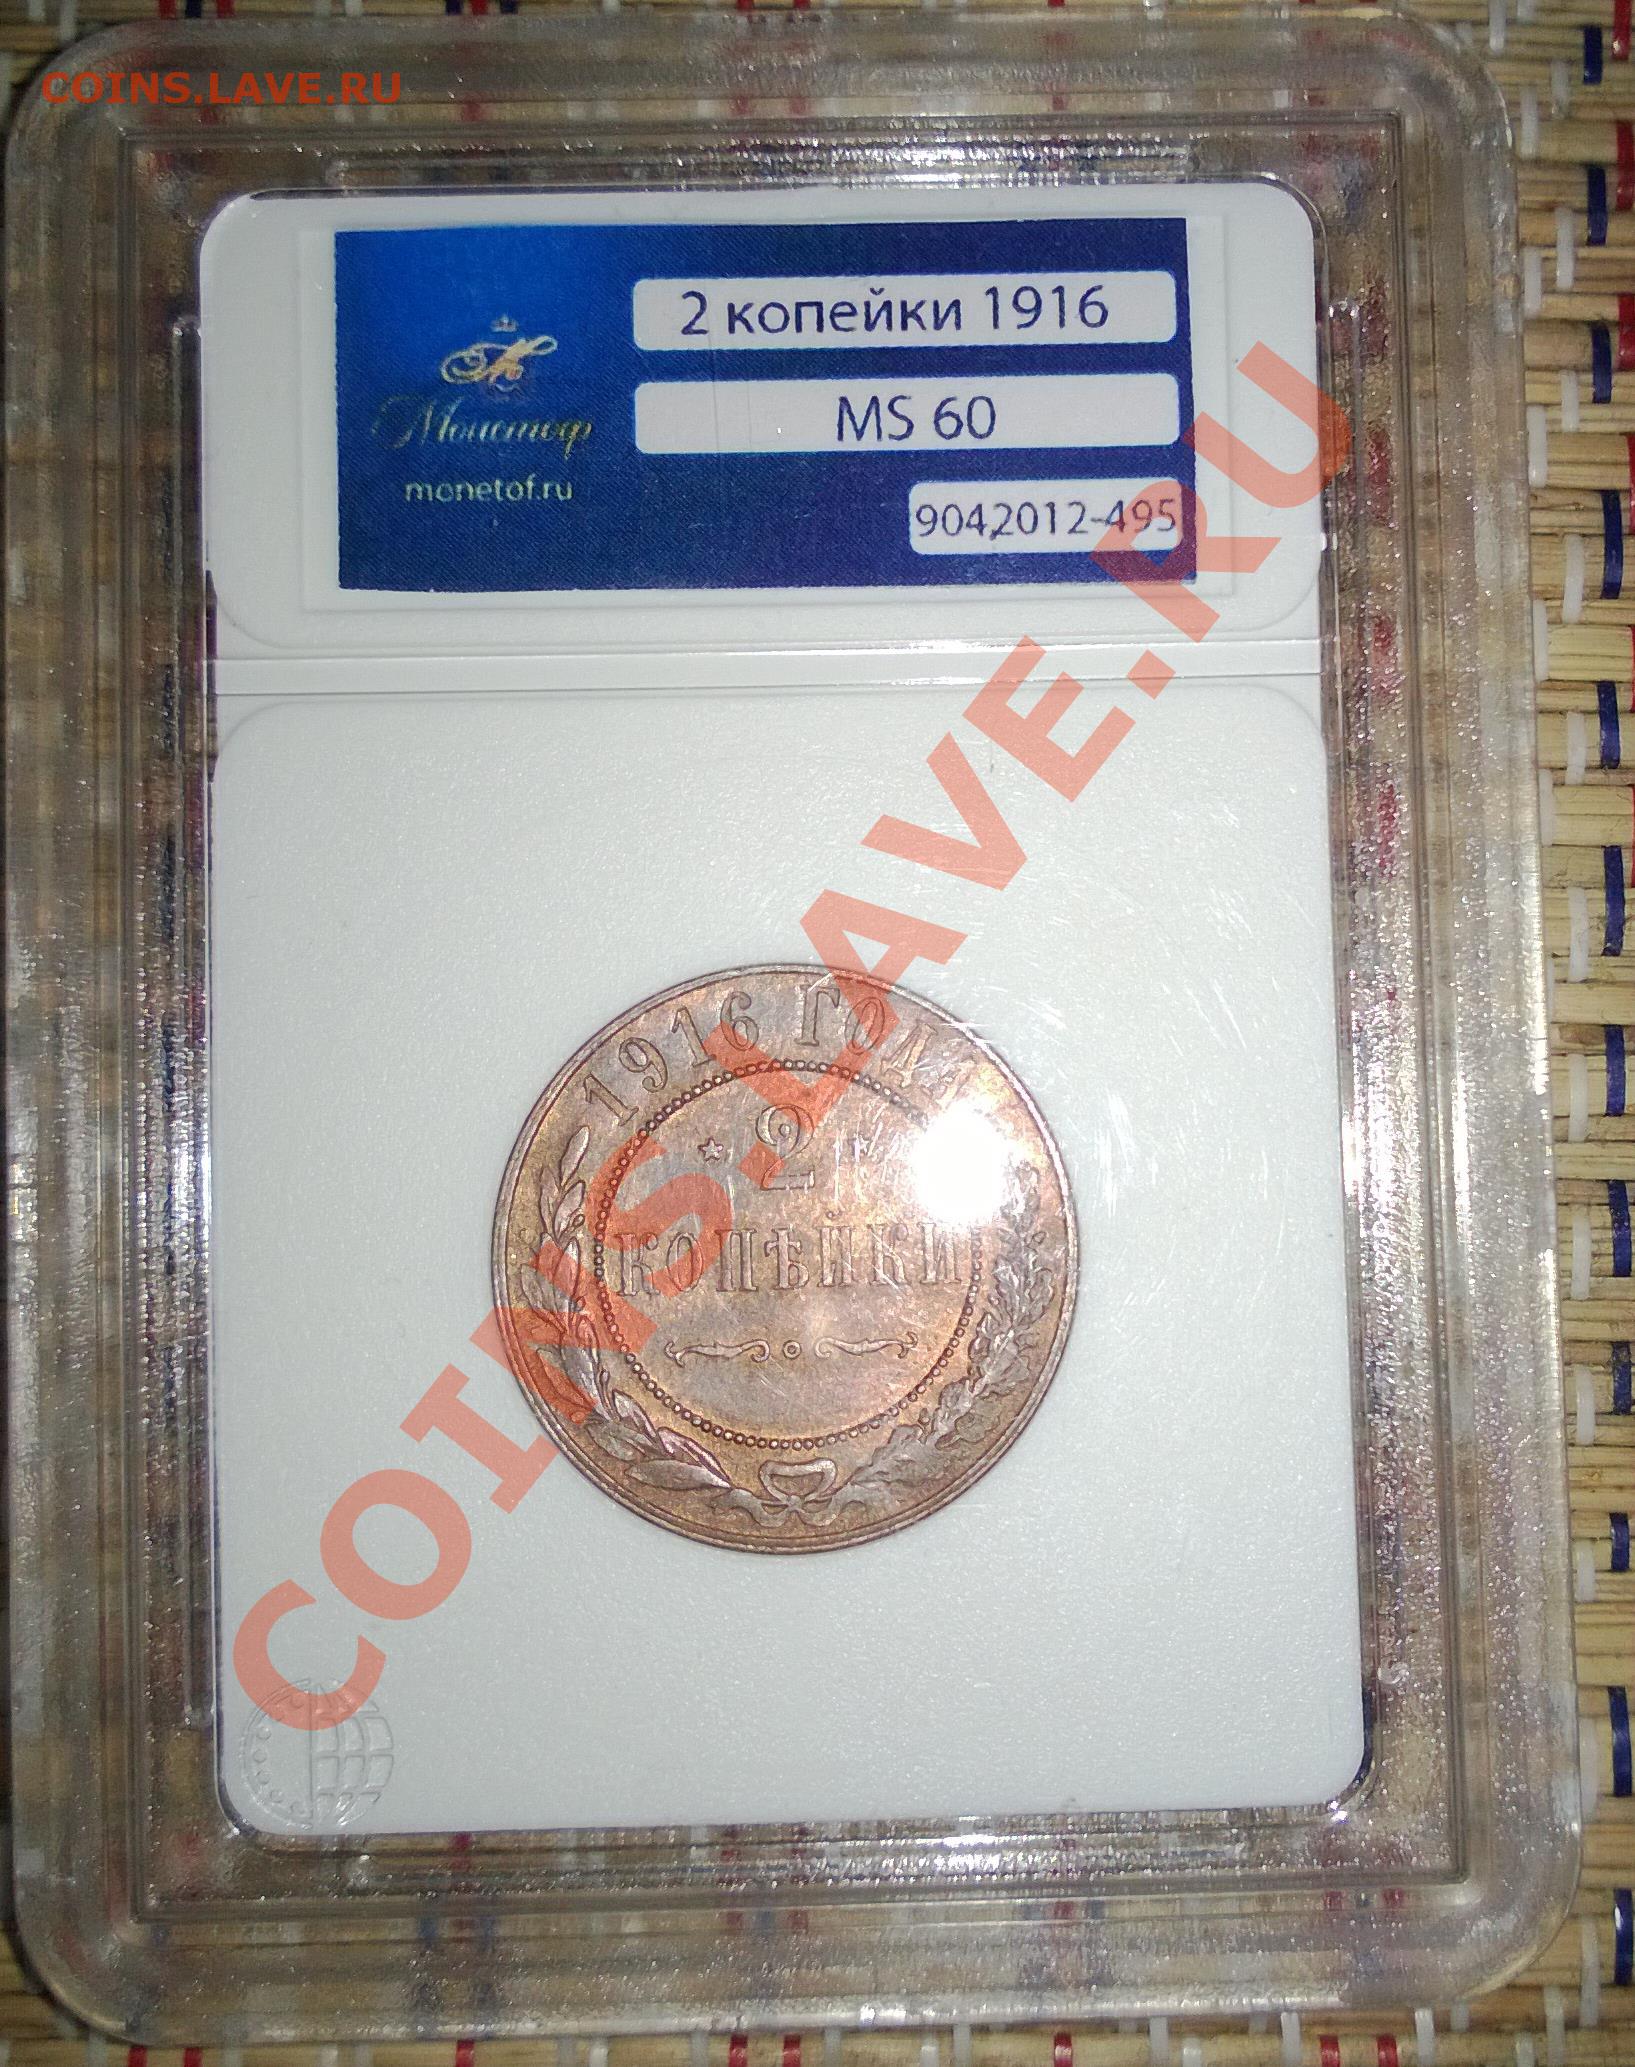 COINS.LAVE.RU
2 копейки 1916
MS 60
Монетоф
monetof.ru
9042012-495
COINS.LAVE.RU
1916 ГОДА
2
КОПѢЙКИ